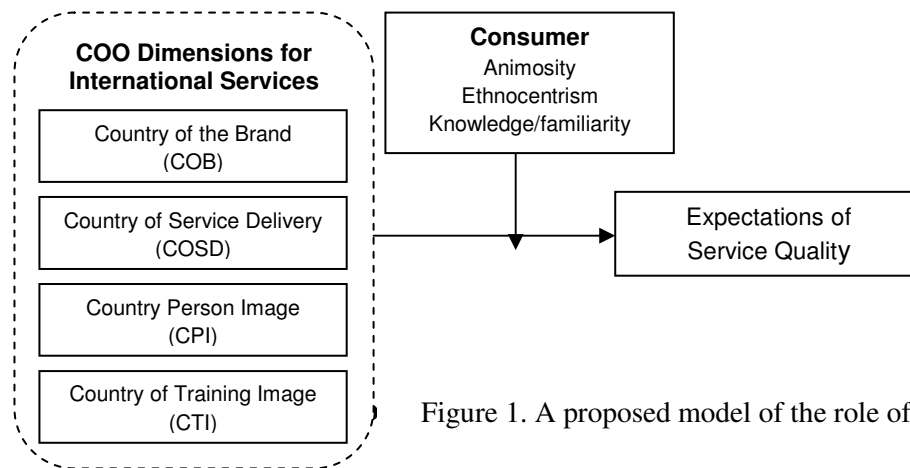 COO Dimensions for
International Services
Country of the Brand
(COB)
Country of Service Delivery
(COSD)
Country Person Image
(CPI)
Country of Training Image
(CTI)
Consumer
Animosity
Ethnocentrism
Knowledge/familiarity
Expectations of
Service Quality
Figure 1. A proposed model of the role of